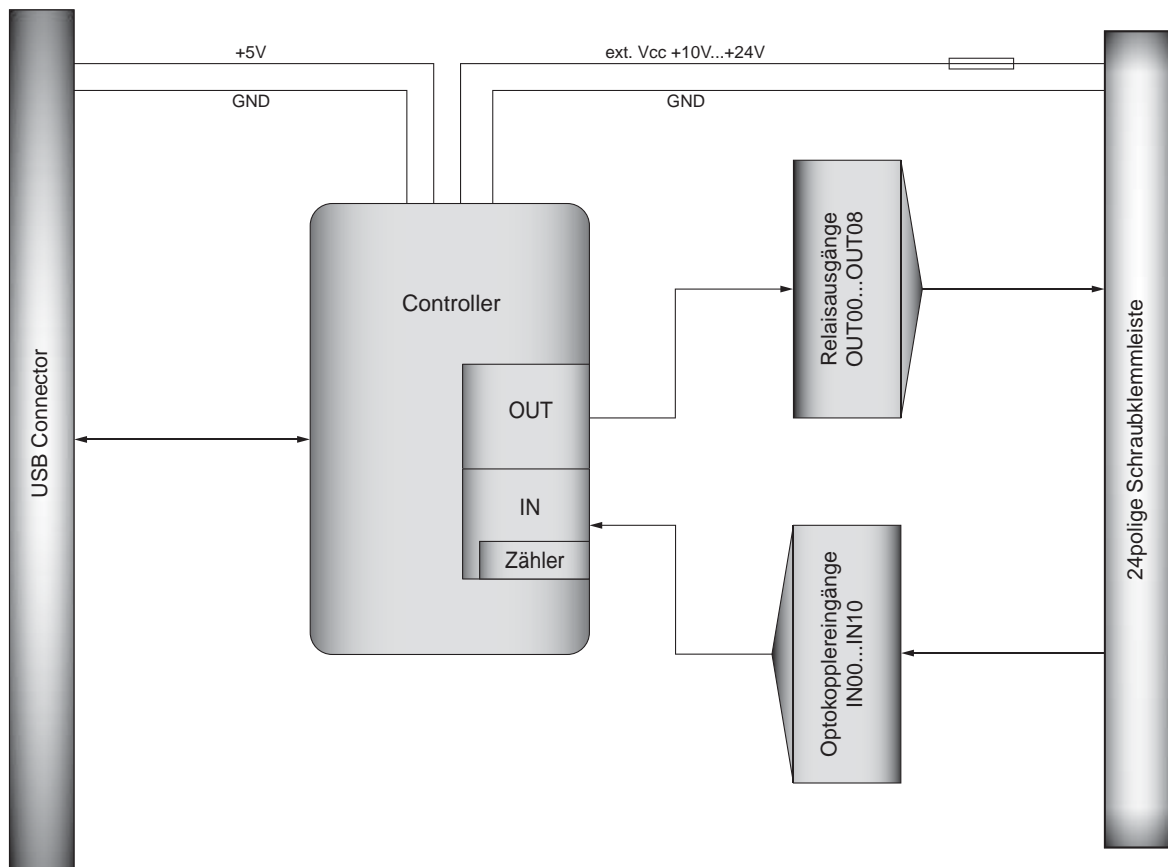 +5V
GND
ext. Vcc +10V...+24V
GND
USB Connector
Controller
OUT
IN
Zähler
Relaisausgänge
OUT00...OUT08
Optokopplereingänge
IN00...IN10
24polige Schraubklemmleiste